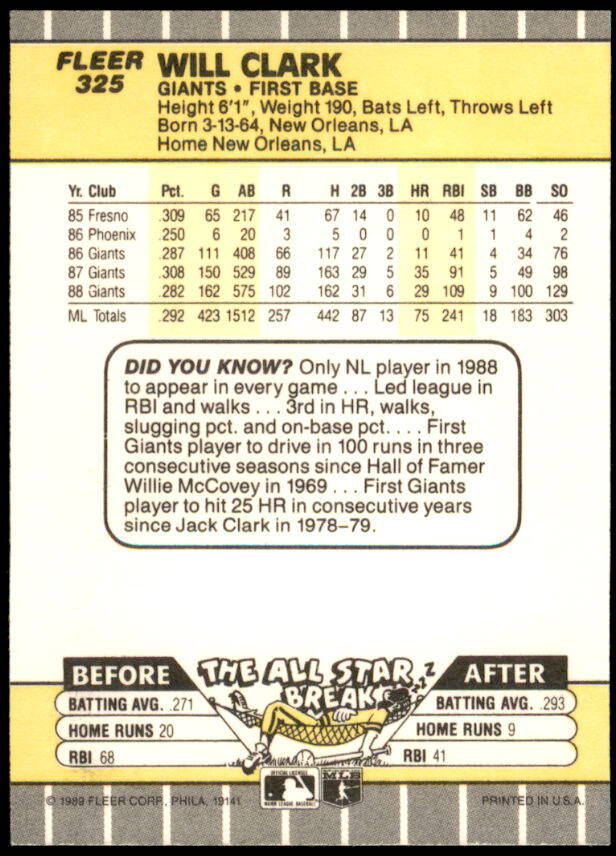 FLEER
325
WILL CLARK
GIANTS • FIRST BASE
Height 6'1", Weight 190, Bats Left, Throws Left
Born 3-13-64, New Orleans, LA
Home New Orleans, LA
Yr. Club Pct. G AB R H 2B 3B HR RBI SB BB SO
85 Fresno .309 65 217 41 67 14 0 10 48 11 62 46
86 Phoenix .250 6 20 3 5 0 0 0 1 1 4 2
86 Giants .287 111 408 66 117 27 2 11 41 4 34 76
87 Giants .308 150 529 89 163 29 5 35 91 5 49 98
88 Giants .282 162 575 102 162 31 6 29 109 9 100 129
ML Totals .292 423 1512 257 442 87 13 75 241 18 183 303
DID YOU KNOW? Only NL player in 1988
to appear in every game . . . Led league in
RBI and walks . . . 3rd in HR, walks,
slugging pct. and on-base pct. . . . First
Giants player to drive in 100 runs in three
consecutive seasons since Hall of Famer
Willie McCovey in 1969 . . . First Giants
player to hit 25 HR in consecutive years
since Jack Clark in 1978–79.
BEFORE THE ALL STAR BREAK AFTER
ZZZ
BATTING AVG. .271 BATTING AVG. .293
HOME RUNS 20 HOME RUNS 9
RBI 68 RBI 41
OFFICIAL LICENSEE
MAJOR LEAGUE BASEBALL
MLB
© 1989 FLEER CORP., PHILA. 19141 PRINTED IN U.S.A.